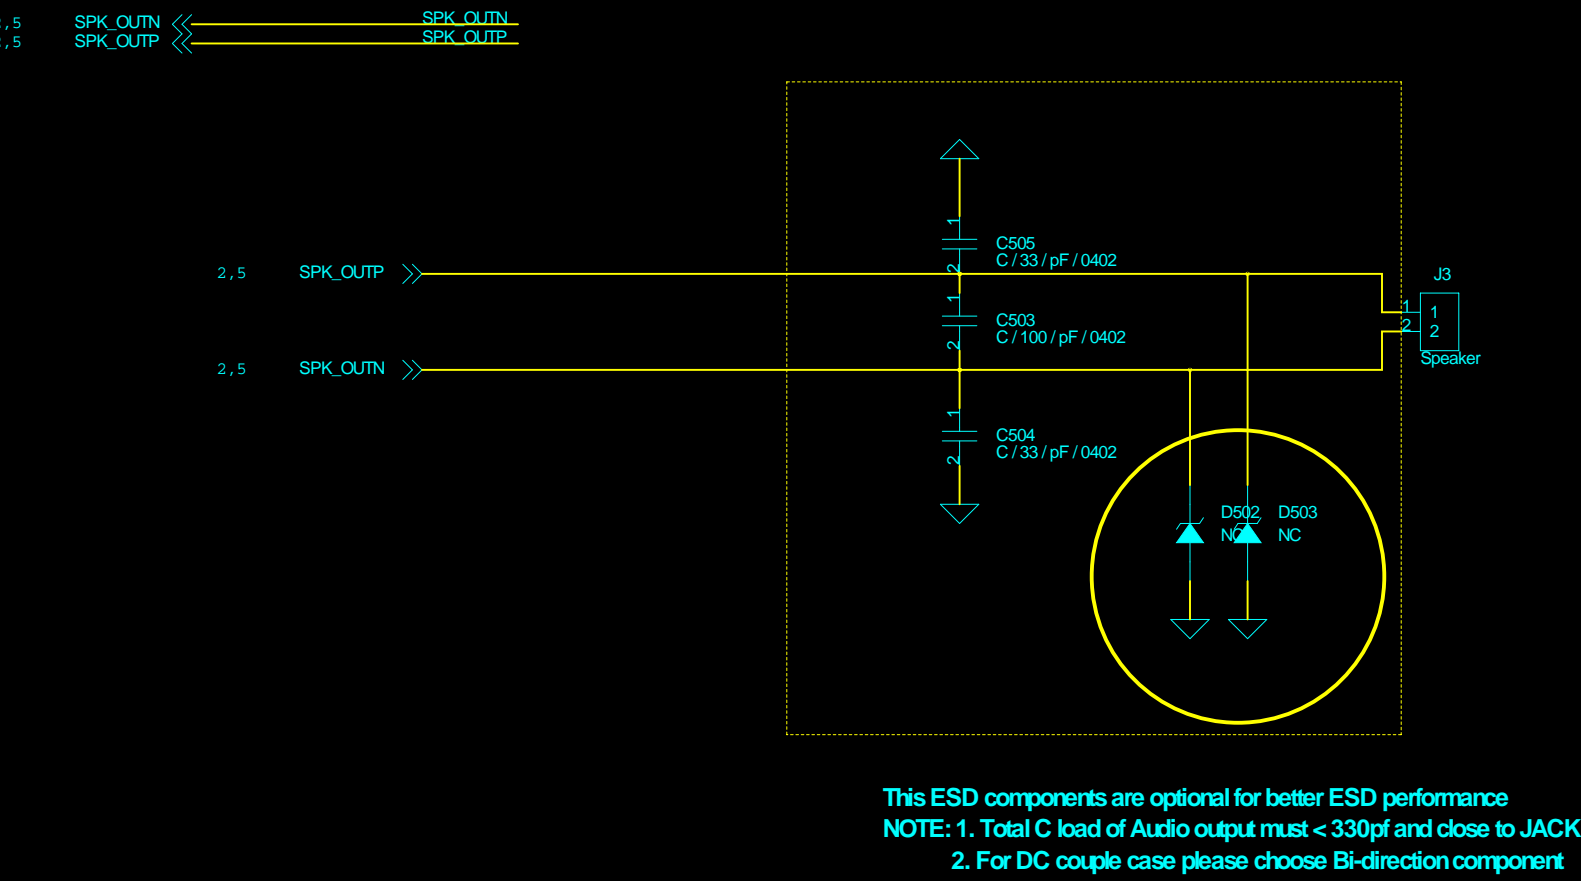 ,5 SPK_OUTN SPK_OUTN
,5 SPK_OUTP SPK_OUTP
1
C505
C / 33 / pF / 0402
2
2,5 SPK_OUTP
J3
1
C503
C / 100 / pF / 0402
2
1 1
2 2
Speaker
2,5 SPK_OUTN
1
C504
C / 33 / pF / 0402
2
D502 D503
NC NC
This ESD components are optional for better ESD performance
NOTE: 1. Total C load of Audio output must < 330pf and close to JACK
2. For DC couple case please choose Bi-direction component